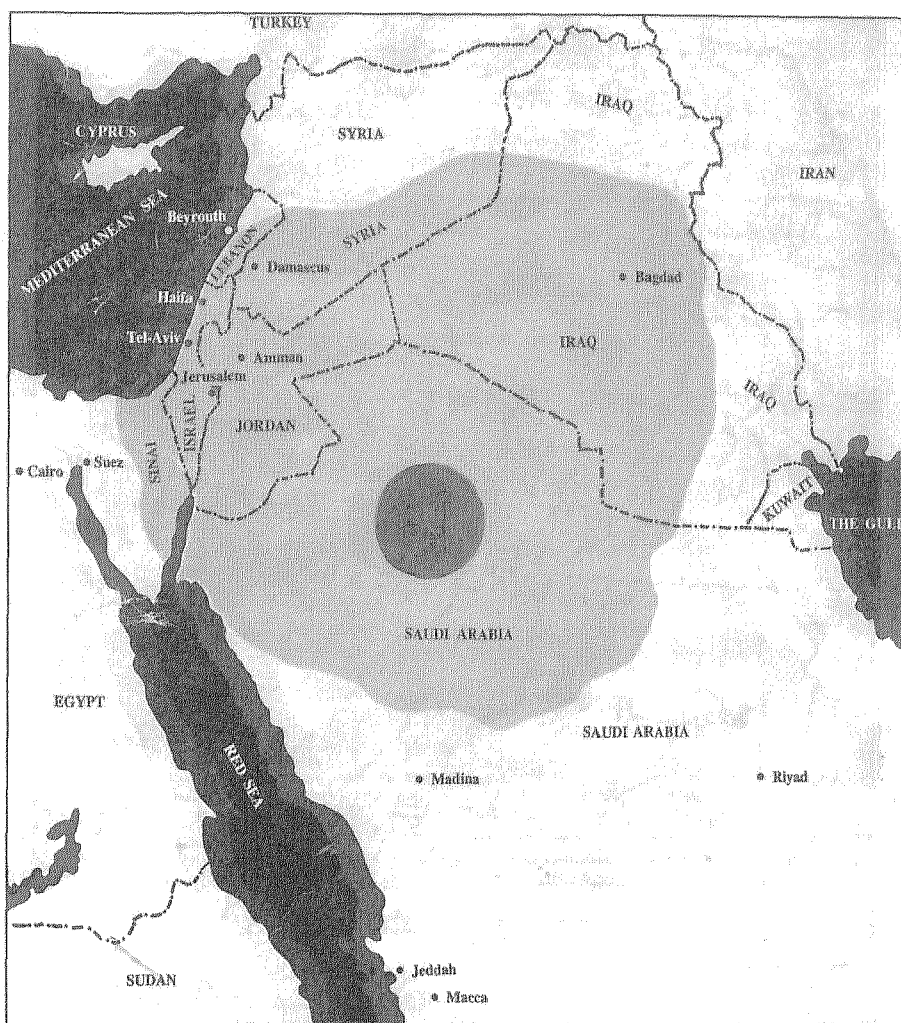 TURKEY
IRAQ
CYPRUS
SYRIA
IRAN
MEDITERRANEAN SEA
Beyrouth
LEBANON
SYRIA
Damascus
Bagdad
Haifa
Tel-Aviv
IRAQ
Amman
Jerusalem
IRAQ
ISRAEL
JORDAN
SINAI
Cairo
Suez
KUWAIT
THE GULF
SAUDI ARABIA
EGYPT
SAUDI ARABIA
RED SEA
Madina
Riyad
SUDAN
Jeddah
Macca